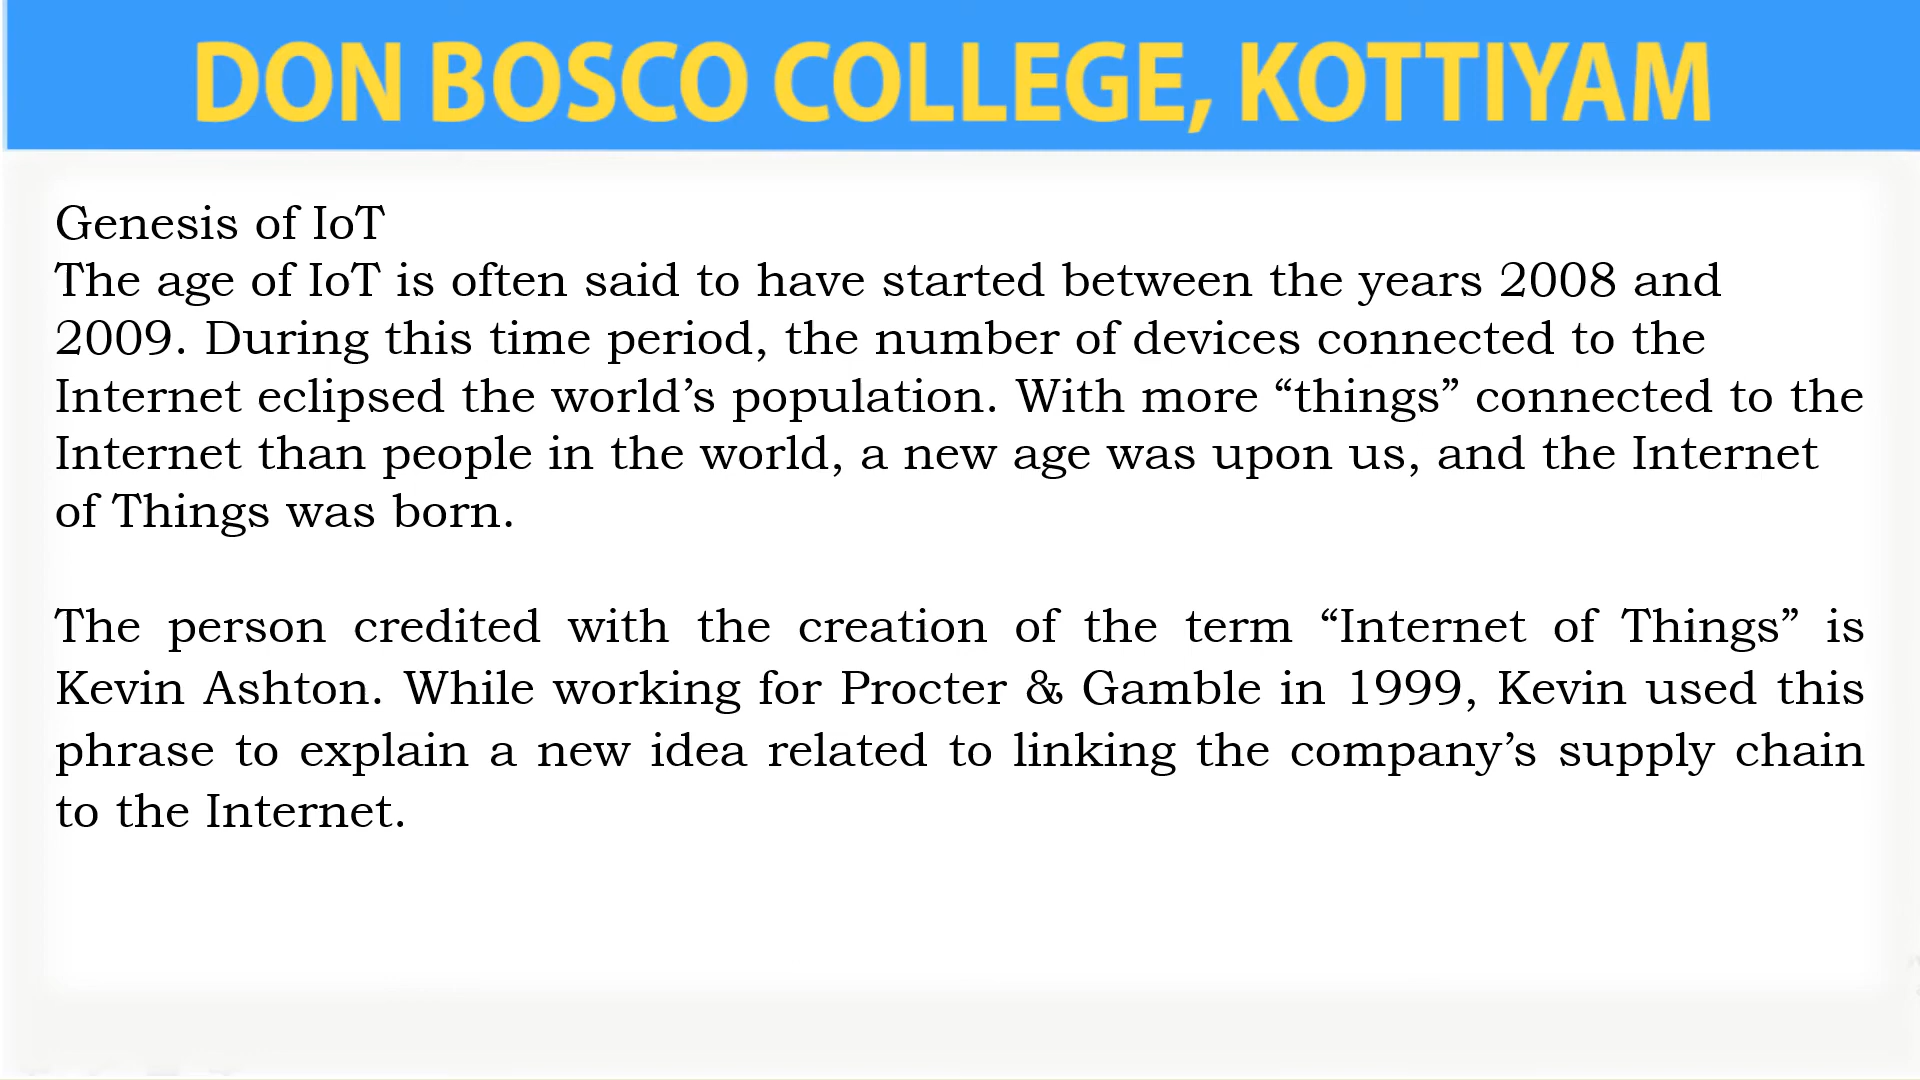 DON BOSCO COLLEGE, KOTTIYAM
Genesis of IoT
The age of IoT is often said to have started between the years 2008 and
2009. During this time period, the number of devices connected to the
Internet eclipsed the world’s population. With more “things” connected to the
Internet than people in the world, a new age was upon us, and the Internet
of Things was born.
The person credited with the creation of the term “Internet of Things” is
Kevin Ashton. While working for Procter & Gamble in 1999, Kevin used this
phrase to explain a new idea related to linking the company’s supply chain
to the Internet.